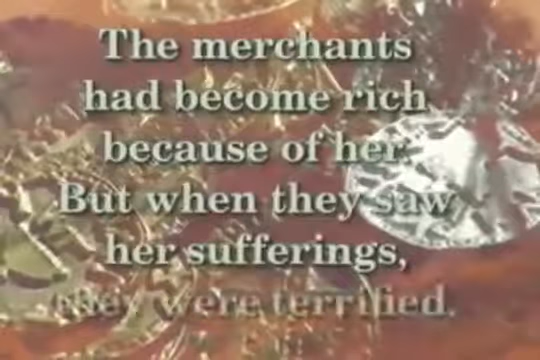 The merchants
had become rich
because of her.
But when they saw
her sufferings,
they were terrified.